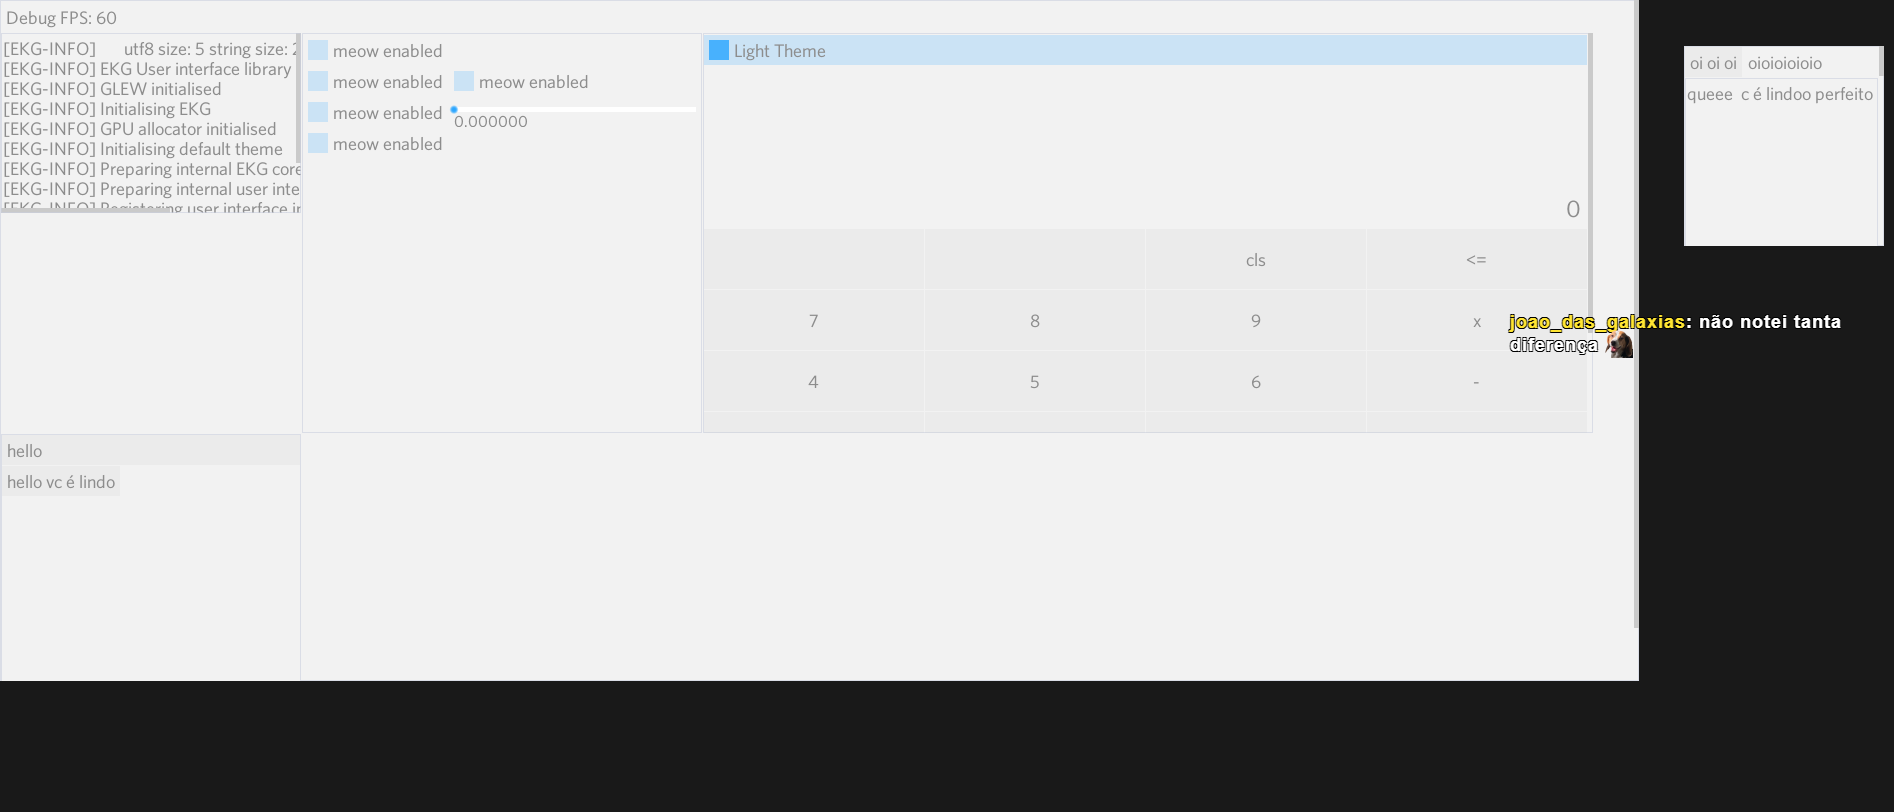 Debug FPS: 60
[EKG-INFO] utf8 size: 5 string size: 2
[EKG-INFO] EKG User interface library
[EKG-INFO] GLEW initialised
[EKG-INFO] Initialising EKG
[EKG-INFO] GPU allocator initialised
[EKG-INFO] Initialising default theme
[EKG-INFO] Preparing internal EKG core
[EKG-INFO] Preparing internal user inte
[EKG-INFO] Registering user interface in
meow enabled
meow enabled meow enabled
meow enabled
0.000000
meow enabled
Light Theme
0
cls <=
7 8 9 x
4 5 6 -
hello
hello vc é lindo
oi oi oi oioioioioio
queee c é lindoo perfeito
joao_das_galaxias: não notei tanta
diferença